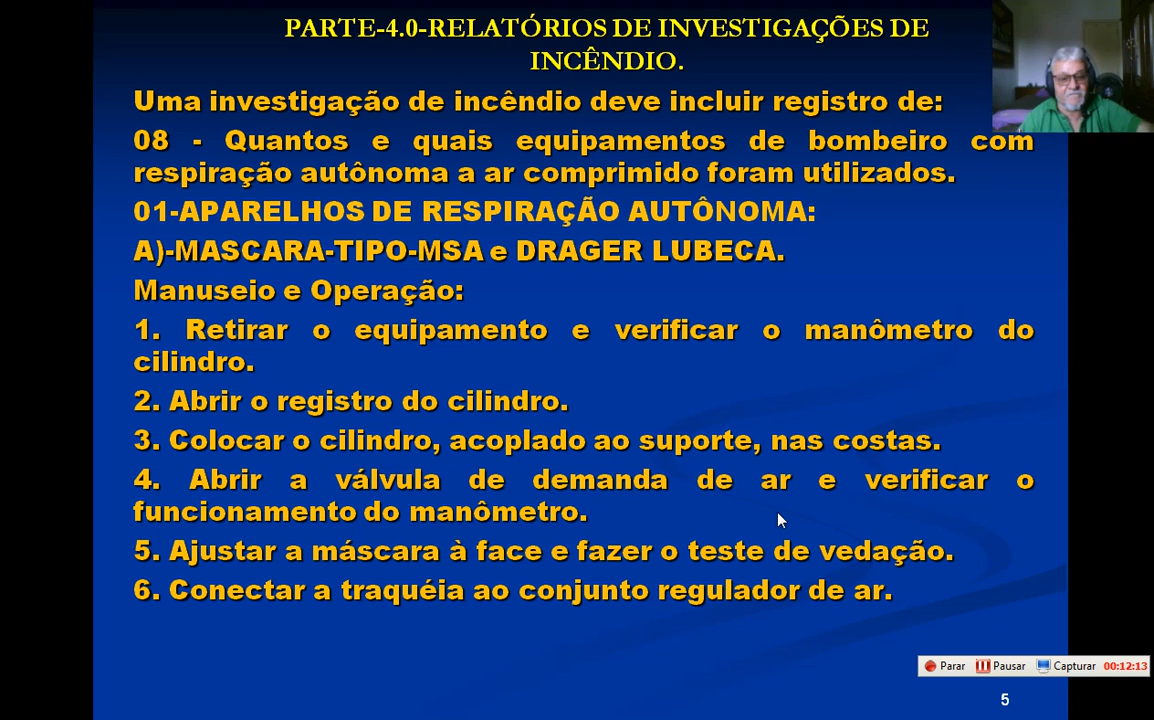 PARTE-4.0-RELATÓRIOS DE INVESTIGAÇÕES DE
INCÊNDIO.
Uma investigação de incêndio deve incluir registro de:
08 - Quantos e quais equipamentos de bombeiro com
respiração autônoma a ar comprimido foram utilizados.
01-APARELHOS DE RESPIRAÇÃO AUTÔNOMA:
A)-MASCARA-TIPO-MSA e DRAGER LUBECA.
Manuseio e Operação:
1. Retirar o equipamento e verificar o manômetro do
cilindro.
2. Abrir o registro do cilindro.
3. Colocar o cilindro, acoplado ao suporte, nas costas.
4. Abrir a válvula de demanda de ar e verificar o
funcionamento do manômetro.
5. Ajustar a máscara à face e fazer o teste de vedação.
6. Conectar a traquéia ao conjunto regulador de ar.
Parar Pausar Capturar 00:12:13
5